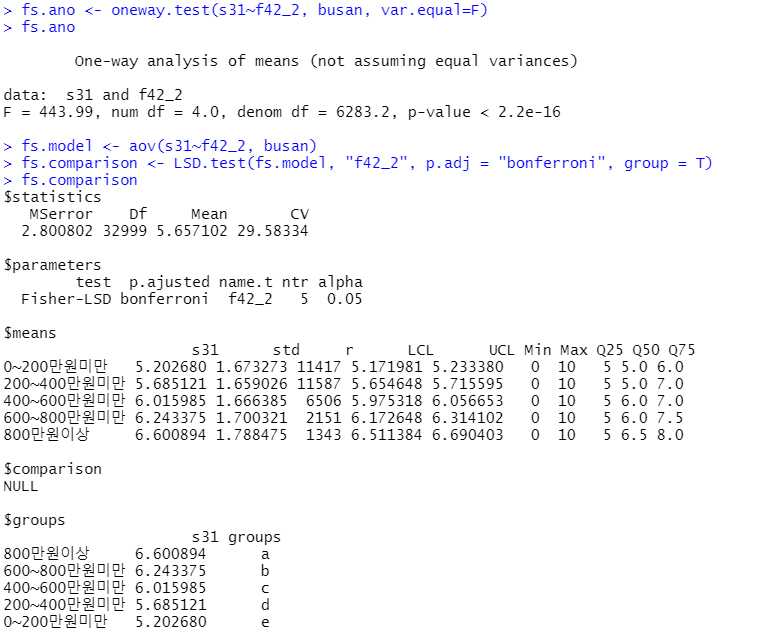 > fs.ano <- oneway.test(s31~f42_2, busan, var.equal=F)
> fs.ano
One-way analysis of means (not assuming equal variances)
data:  s31 and f42_2
F = 443.99, num df = 4.0, denom df = 6283.2, p-value < 2.2e-16
> fs.model <- aov(s31~f42_2, busan)
> fs.comparison <- LSD.test(fs.model, "f42_2", p.adj = "bonferroni", group = T)
> fs.comparison
$statistics
MSerror Df Mean CV
2.800802 32999 5.657102 29.58334
$parameters
test p.ajusted name.t ntr alpha
Fisher-LSD bonferroni f42_2 5 0.05
$means
s31 std r LCL UCL Min Max Q25 Q50 Q75
0~200만원미만 5.202680 1.673273 11417 5.171981 5.233380 0 10 5 5.0 6.0
200~400만원미만 5.685121 1.659026 11587 5.654648 5.715595 0 10 5 5.0 7.0
400~600만원미만 6.015985 1.666385 6506 5.975318 6.056653 0 10 5 6.0 7.0
600~800만원미만 6.243375 1.700321 2151 6.172648 6.314102 0 10 5 6.0 7.5
800만원이상 6.600894 1.788475 1343 6.511384 6.690403 0 10 5 6.5 8.0
$comparison
NULL
$groups
s31 groups
800만원이상 6.600894 a
600~800만원미만 6.243375 b
400~600만원미만 6.015985 c
200~400만원미만 5.685121 d
0~200만원미만 5.202680 e